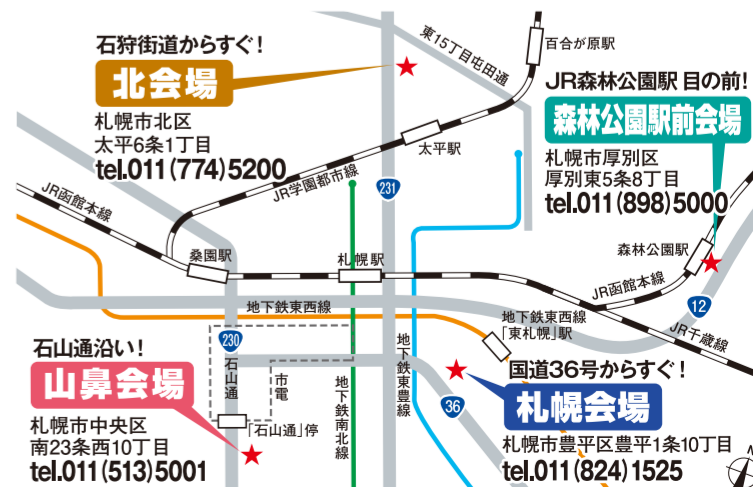 石狩街道からすぐ！
北会場
札幌市北区
太平6条1丁目
tel.011(774)5200
東15丁目屯田通
百合が原駅
JR森林公園駅 目の前！
森林公園駅前会場
札幌市厚別区
厚別東5条8丁目
tel.011(898)5000
太平駅
JR学園都市線
231
JR函館本線
桑園駅
札幌駅
森林公園駅
JR函館本線
12
JR千歳線
地下鉄東西線
地下鉄東西線
「東札幌」駅
230
石山通
市電
地下鉄南北線
地下鉄東豊線
36
石山通沿い！
山鼻会場
札幌市中央区
南23条西10丁目
tel.011(513)5001
「石山通」停
国道36号からすぐ！
札幌会場
札幌市豊平区豊平1条10丁目
tel.011(824)1525
N